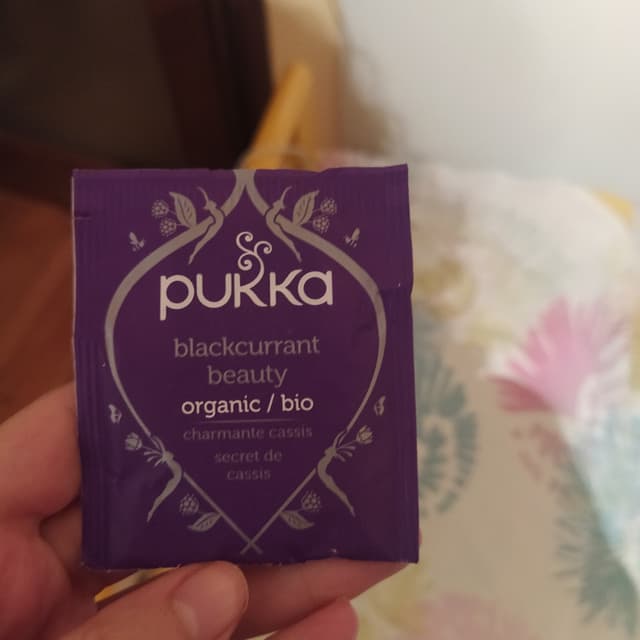 pukka
blackcurrant
beauty
organic / bio
charmante cassis
secret de
cassis